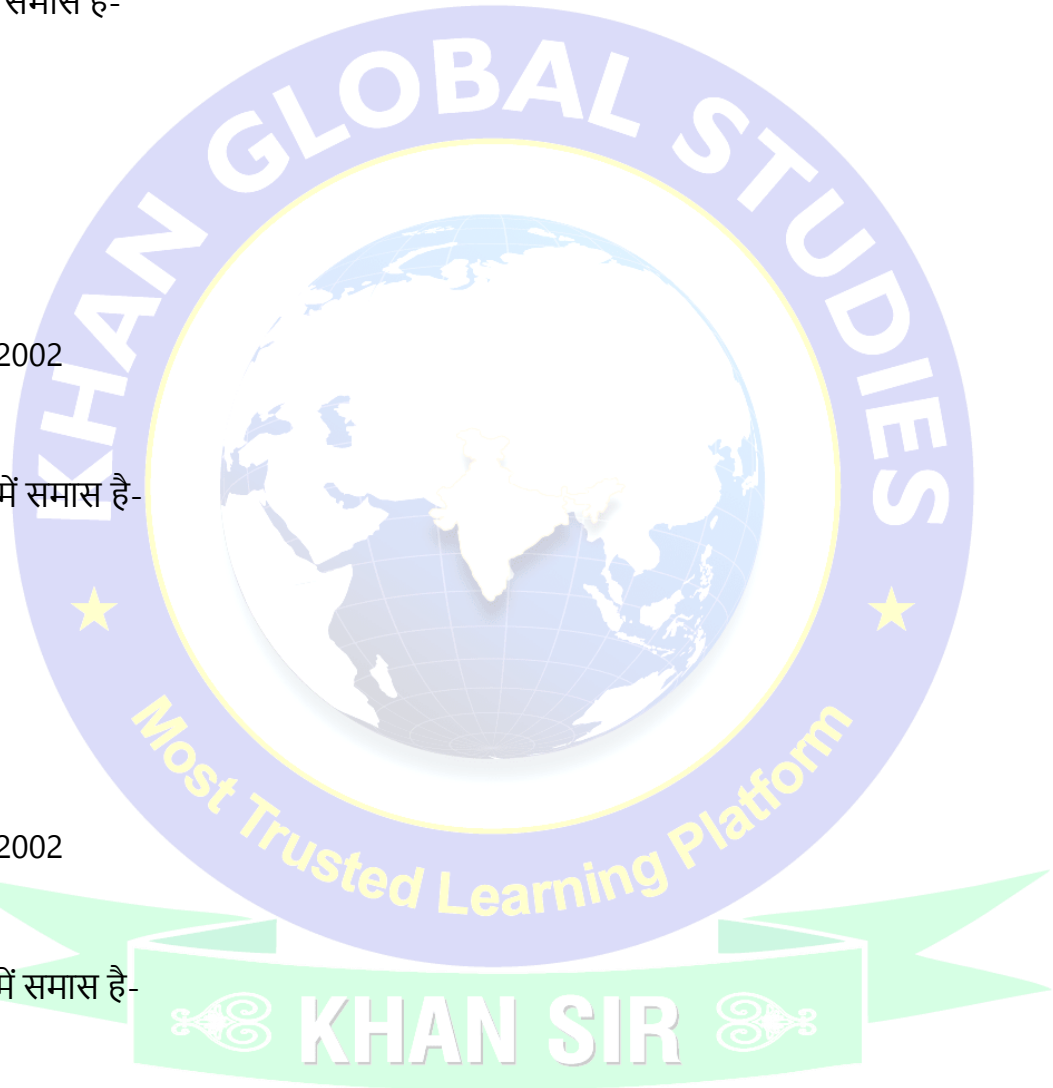 समास है-
KHAN GLOBAL STUDIES
2002
में समास है-
Most Trusted Learning Platform
2002
में समास है-
KHAN SIR